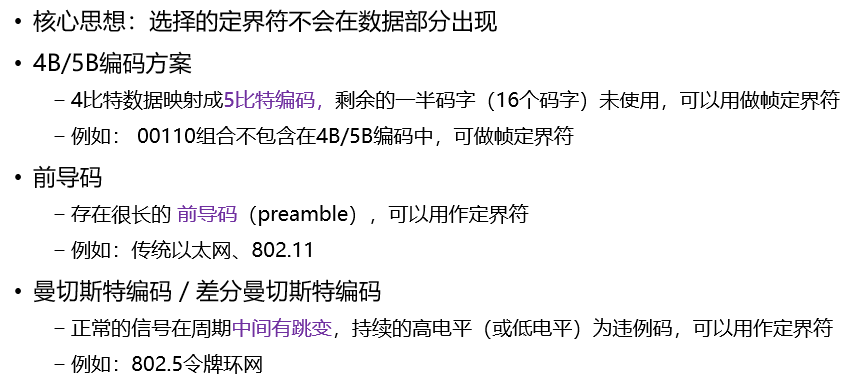 • 核心思想：选择的定界符不会在数据部分出现
• 4B/5B编码方案
– 4比特数据映射成5比特编码，剩余的一半码字（16个码字）未使用，可以用做帧定界符
– 例如： 00110组合不包含在4B/5B编码中，可做帧定界符
• 前导码
– 存在很长的 前导码（preamble），可以用作定界符
– 例如：传统以太网、802.11
• 曼切斯特编码 / 差分曼切斯特编码
– 正常的信号在周期中间有跳变，持续的高电平（或低电平）为违例码，可以用作定界符
– 例如：802.5令牌环网